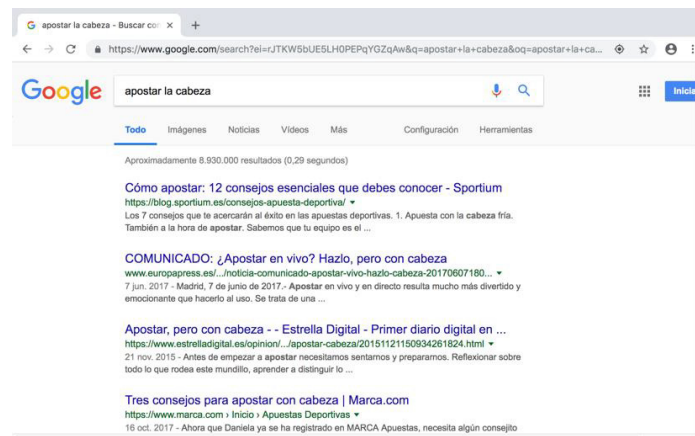 apostar la cabeza - Buscar con
https://www.google.com/search?ei=rJTKW5bUE5LH0PEPqYGZqAw&q=apostar+la+cabeza&oq=apostar+la+ca...
Google
apostar la cabeza
Inicia
Todo Imágenes Noticias Vídeos Más Configuración Herramientas
Aproximadamente 8.930.000 resultados (0,29 segundos)
Cómo apostar: 12 consejos esenciales que debes conocer - Sportium
https://blog.sportium.es/consejos-apuesta-deportiva/
Los 7 consejos que te acercarán al éxito en las apuestas deportivas. 1. Apuesta con la cabeza fría.
También a la hora de apostar. Sabemos que tu equipo es el ...
COMUNICADO: ¿Apostar en vivo? Hazlo, pero con cabeza
www.europapress.es/.../noticia-comunicado-apostar-vivo-hazlo-cabeza-20170607180...
7 jun. 2017 - Madrid, 7 de junio de 2017.- Apostar en vivo y en directo resulta mucho más divertido y
emocionante que hacerlo al uso. Se trata de una ...
Apostar, pero con cabeza - - Estrella Digital - Primer diario digital en ...
https://www.estrelladigital.es/opinion/.../apostar-cabeza/20151121150934261824.html
21 nov. 2015 - Antes de empezar a apostar necesitamos sentarnos y prepararnos. Reflexionar sobre
todo lo que rodea este mundillo, aprender a distinguir lo ...
Tres consejos para apostar con cabeza | Marca.com
https://www.marca.com › Inicio › Apuestas Deportivas
16 oct. 2017 - Ahora que Daniela ya se ha registrado en MARCA Apuestas, necesita algún consejito